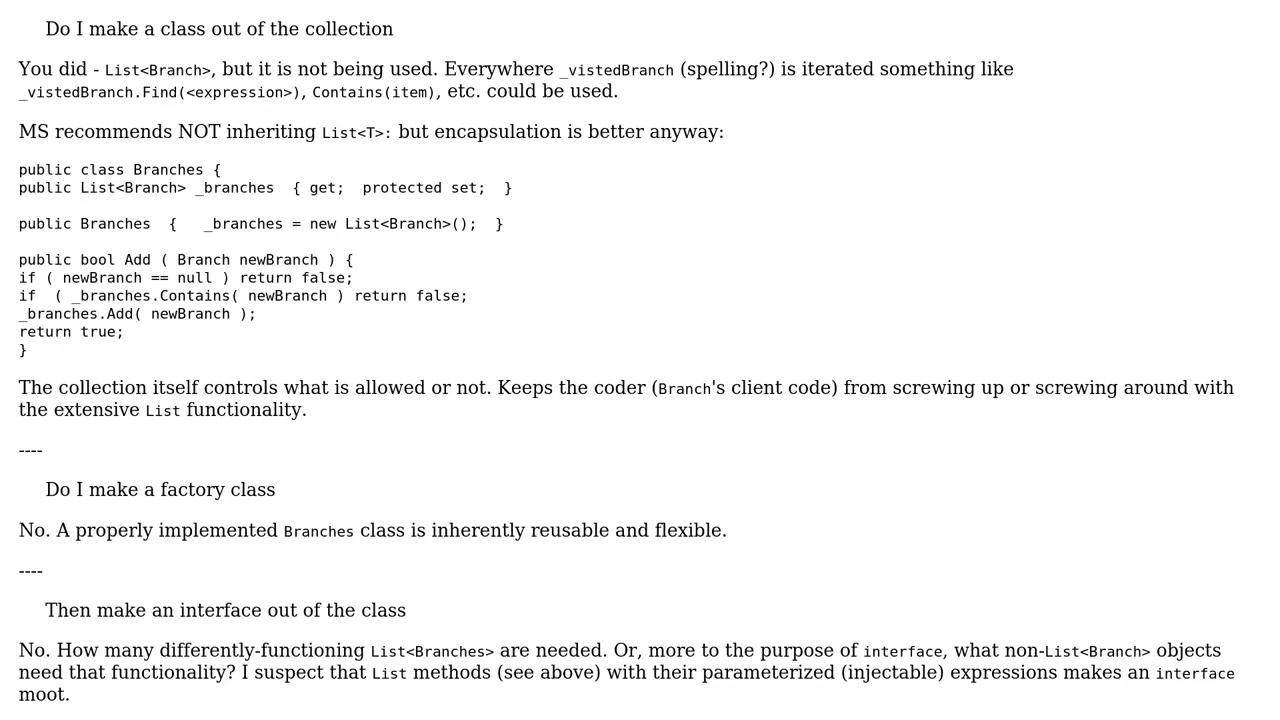 Do I make a class out of the collection
You did - List<Branch>, but it is not being used. Everywhere _vistedBranch (spelling?) is iterated something like
_vistedBranch.Find(<expression>), Contains(item), etc. could be used.
MS recommends NOT inheriting List<T>: but encapsulation is better anyway:
public class Branches {
public List<Branch> _branches  { get;  protected set;  }
public Branches  {   _branches = new List<Branch>();  }
public bool Add ( Branch newBranch ) {
if ( newBranch == null ) return false;
if  ( _branches.Contains( newBranch ) return false;
_branches.Add( newBranch );
return true;
}
The collection itself controls what is allowed or not. Keeps the coder (Branch's client code) from screwing up or screwing around with
the extensive List functionality.
----
Do I make a factory class
No. A properly implemented Branches class is inherently reusable and flexible.
----
Then make an interface out of the class
No. How many differently-functioning List<Branches> are needed. Or, more to the purpose of interface, what non-List<Branch> objects
need that functionality? I suspect that List methods (see above) with their parameterized (injectable) expressions makes an interface
moot.